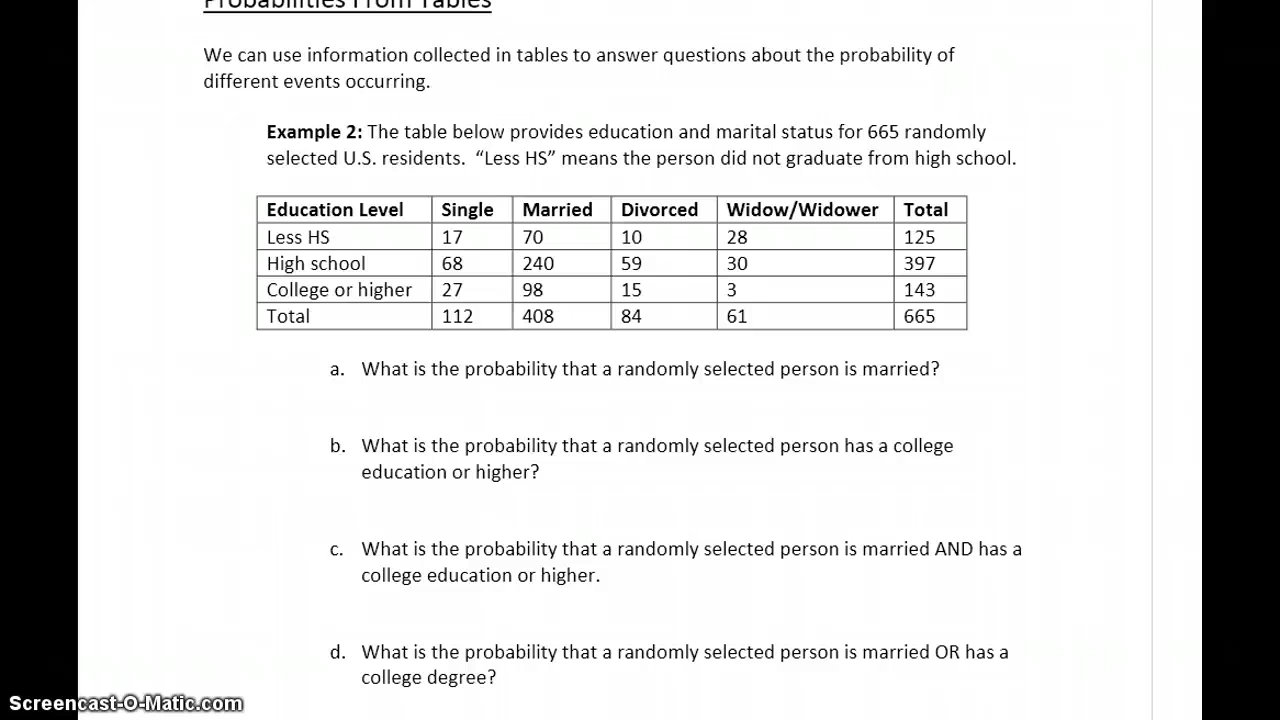 Probabilities From Tables
We can use information collected in tables to answer questions about the probability of
different events occurring.
Example 2: The table below provides education and marital status for 665 randomly
selected U.S. residents. “Less HS” means the person did not graduate from high school.
Education Level Single Married Divorced Widow/Widower Total
Less HS 17 70 10 28 125
High school 68 240 59 30 397
College or higher 27 98 15 3 143
Total 112 408 84 61 665
a. What is the probability that a randomly selected person is married?
b. What is the probability that a randomly selected person has a college
education or higher?
c. What is the probability that a randomly selected person is married AND has a
college education or higher.
d. What is the probability that a randomly selected person is married OR has a
college degree?
Screencast-O-Matic.com